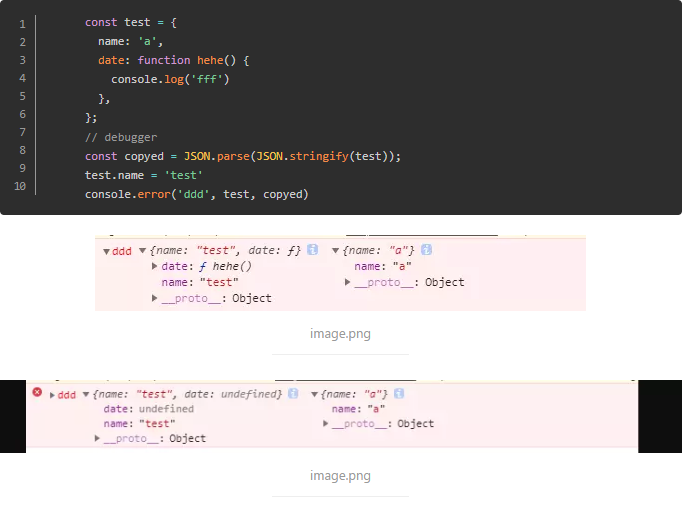 1 const test = {
2 name: 'a',
3 date: function hehe() {
4 console.log('fff')
5 },
6 };
7 // debugger
8 const copyed = JSON.parse(JSON.stringify(test));
9 test.name = 'test'
10 console.error('ddd', test, copyed)
▼ddd ▼{name: "test", date: ƒ} i ▼{name: "a"} i
▶date: ƒ hehe() name: "a"
name: "test" ▶__proto__: Object
▶__proto__: Object
image.png
▶ddd ▼{name: "test", date: undefined} i ▼{name: "a"} i
date: undefined name: "a"
name: "test" ▶__proto__: Object
▶__proto__: Object
image.png